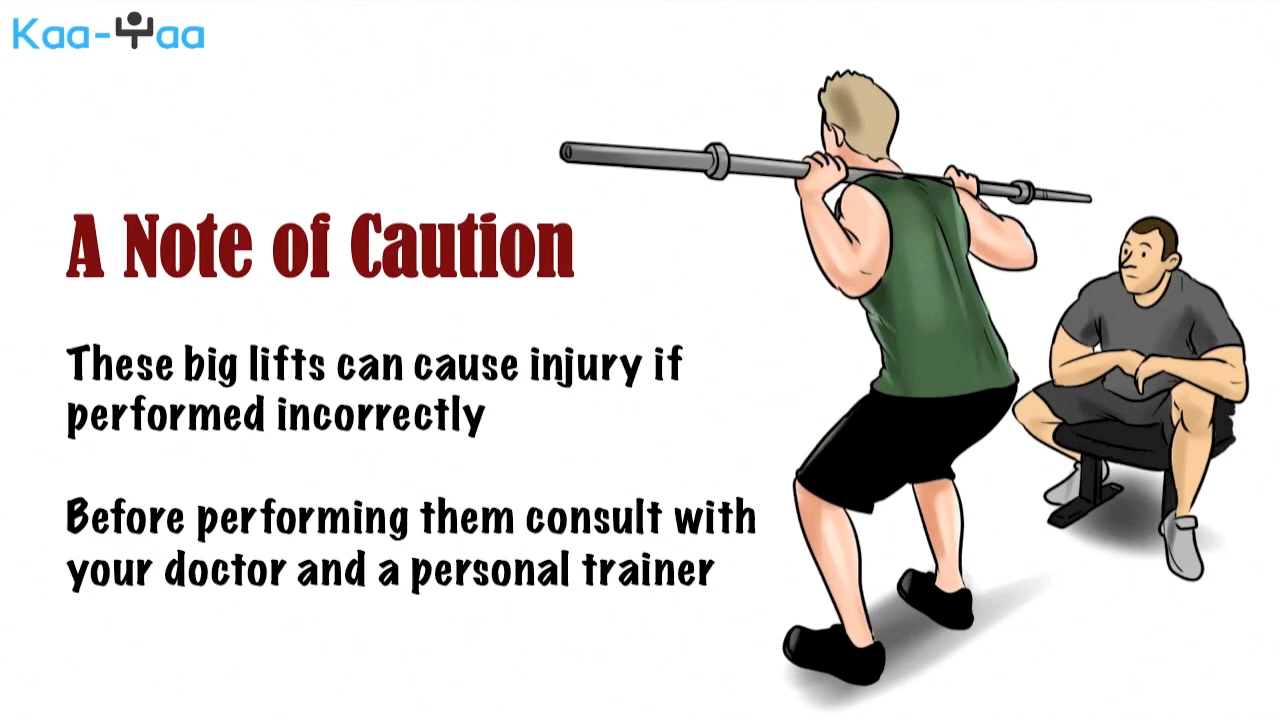 Kaa-Yaa
A Note of Caution
These big lifts can cause injury if
performed incorrectly
Before performing them consult with
your doctor and a personal trainer